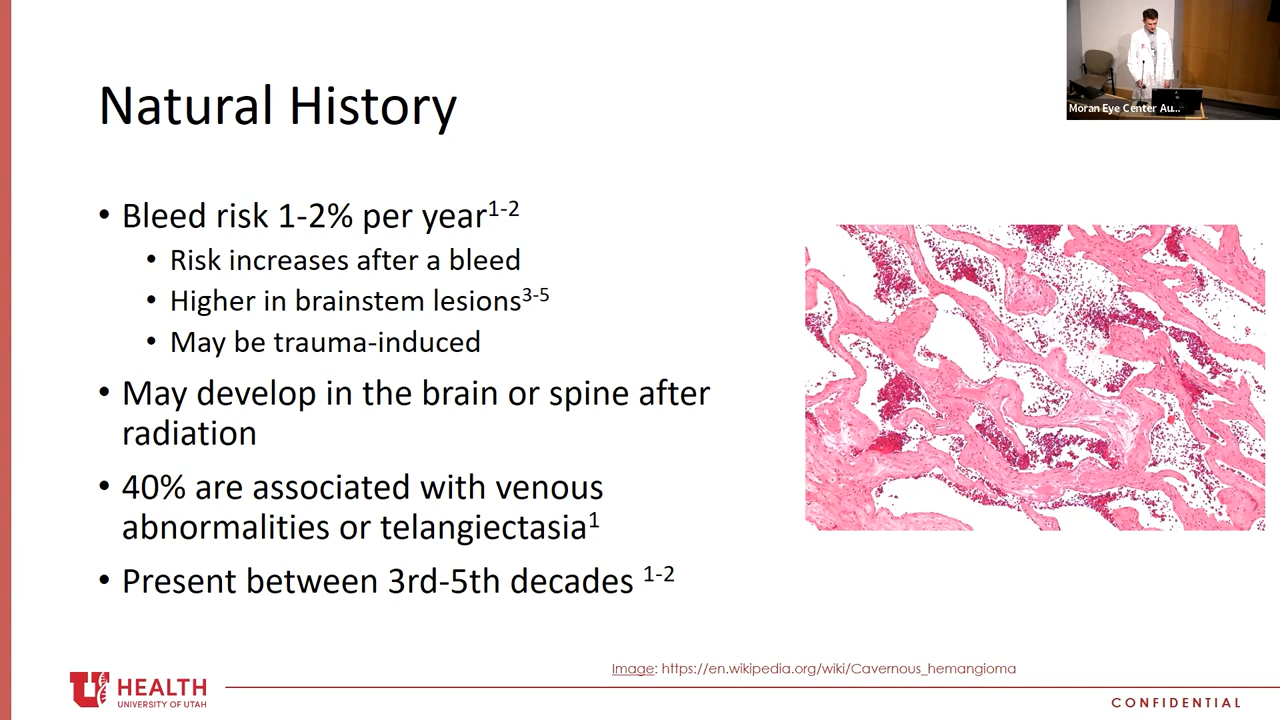 Moran Eye Center Au...
Natural History
• Bleed risk 1-2% per year1-2
• Risk increases after a bleed
• Higher in brainstem lesions3-5
• May be trauma-induced
• May develop in the brain or spine after
radiation
• 40% are associated with venous
abnormalities or telangiectasia1
• Present between 3rd-5th decades 1-2
Image: https://en.wikipedia.org/wiki/Cavernous_hemangioma
U HEALTH
UNIVERSITY OF UTAH
CONFIDENTIAL